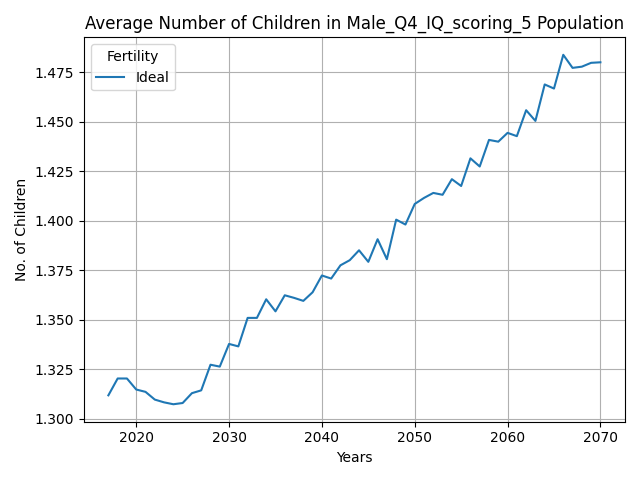 Average Number of Children in Male_Q4_IQ_scoring_5 Population
Fertility
Ideal
No. of Children
1.475
1.450
1.425
1.400
1.375
1.350
1.325
1.300
2020 2030 2040 2050 2060 2070
Years